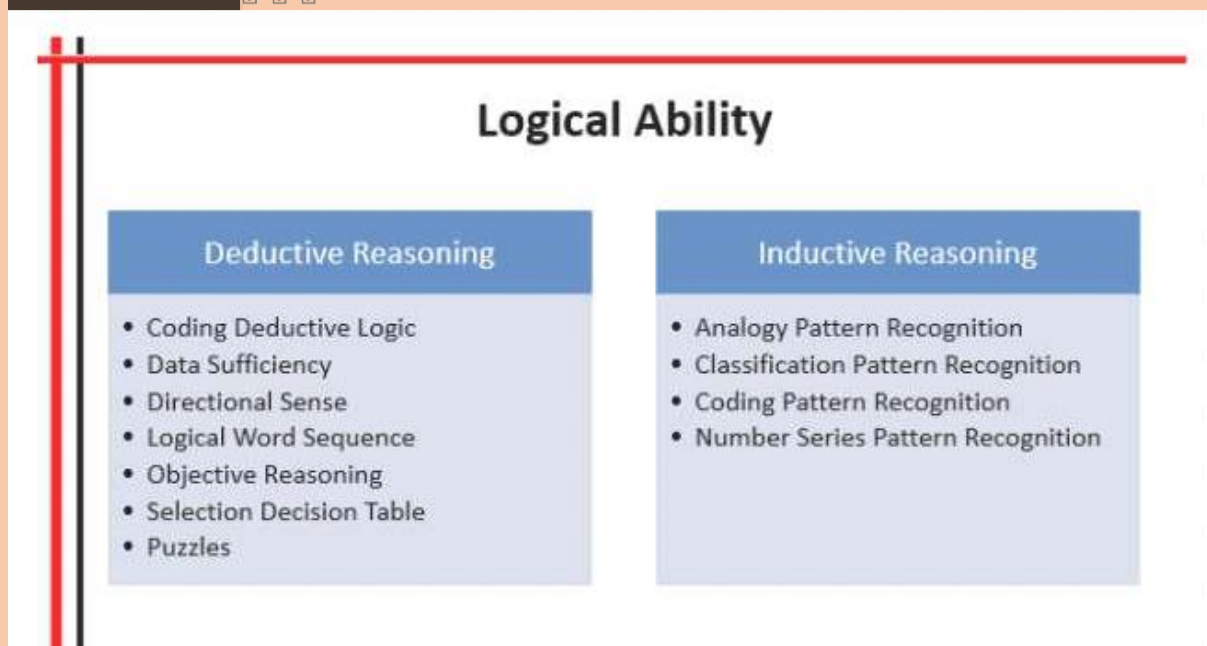 Logical Ability
Deductive Reasoning
• Coding Deductive Logic
• Data Sufficiency
• Directional Sense
• Logical Word Sequence
• Objective Reasoning
• Selection Decision Table
• Puzzles
Inductive Reasoning
• Analogy Pattern Recognition
• Classification Pattern Recognition
• Coding Pattern Recognition
• Number Series Pattern Recognition